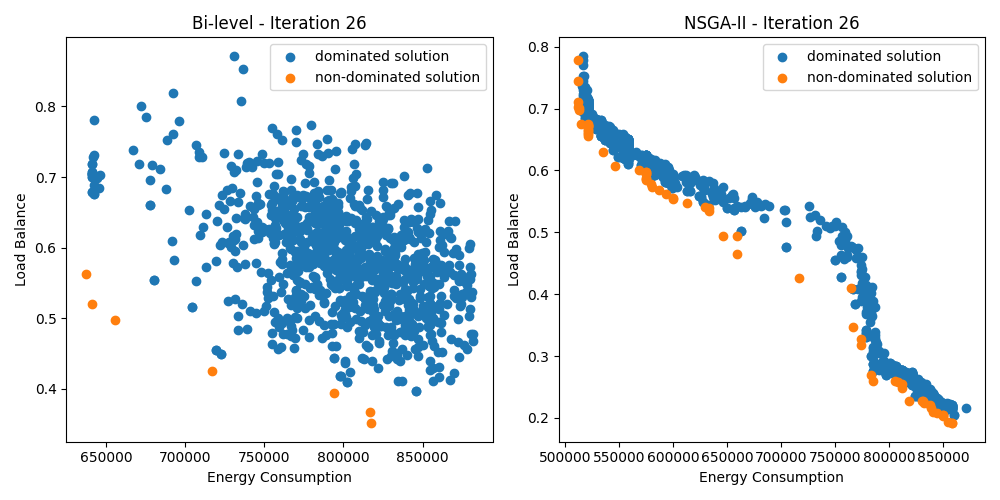 Bi-level - Iteration 26
dominated solution
non-dominated solution
Load Balance
0.8
0.7
0.6
0.5
0.4
650000 700000 750000 800000 850000
Energy Consumption
NSGA-II - Iteration 26
dominated solution
non-dominated solution
Load Balance
0.8
0.7
0.6
0.5
0.4
0.3
0.2
500000 550000 600000 650000 700000 750000 800000 850000
Energy Consumption